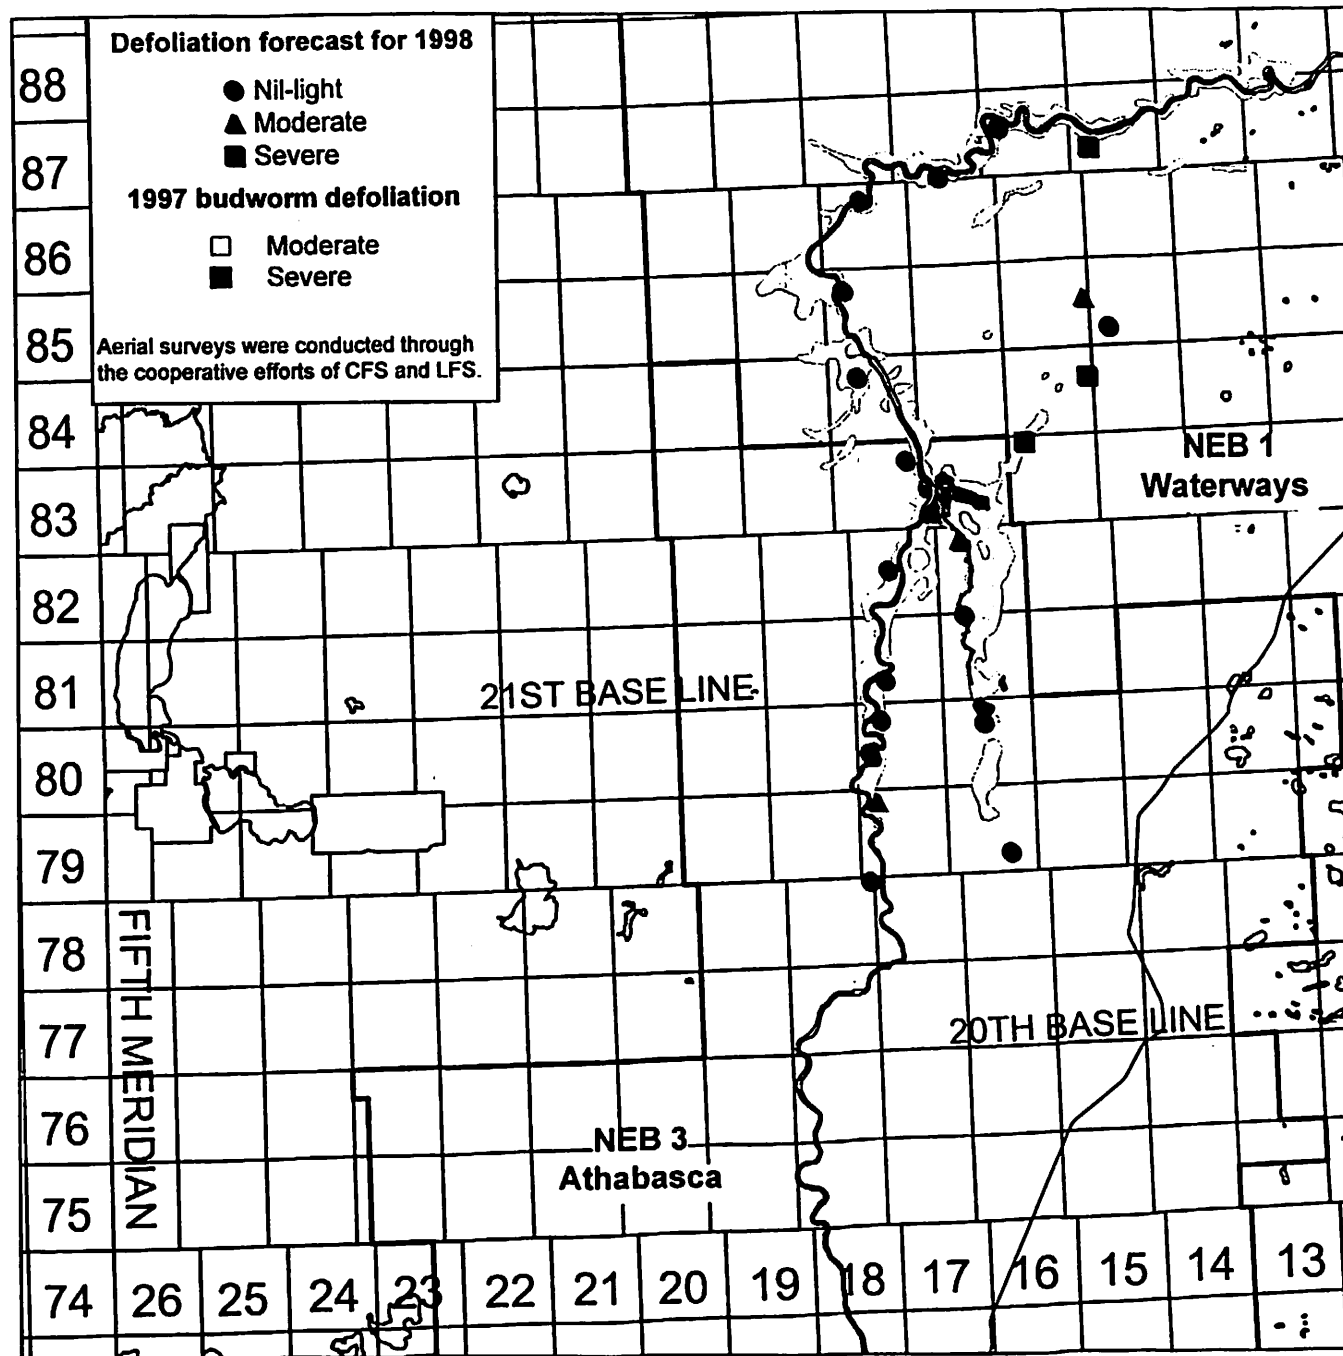 Defoliation forecast for 1998
Nil-light
Moderate
Severe
1997 budworm defoliation
Moderate
Severe
Aerial surveys were conducted through
the cooperative efforts of CFS and LFS.
88
87
86
85
84
83
82
81
80
79
78
77
76
75
74
NEB 1
Waterways
21ST BASE LINE
20TH BASE LINE
FIFTH MERIDIAN
NEB 3
Athabasca
26 25 24 23 22 21 20 19 18 17 16 15 14 13